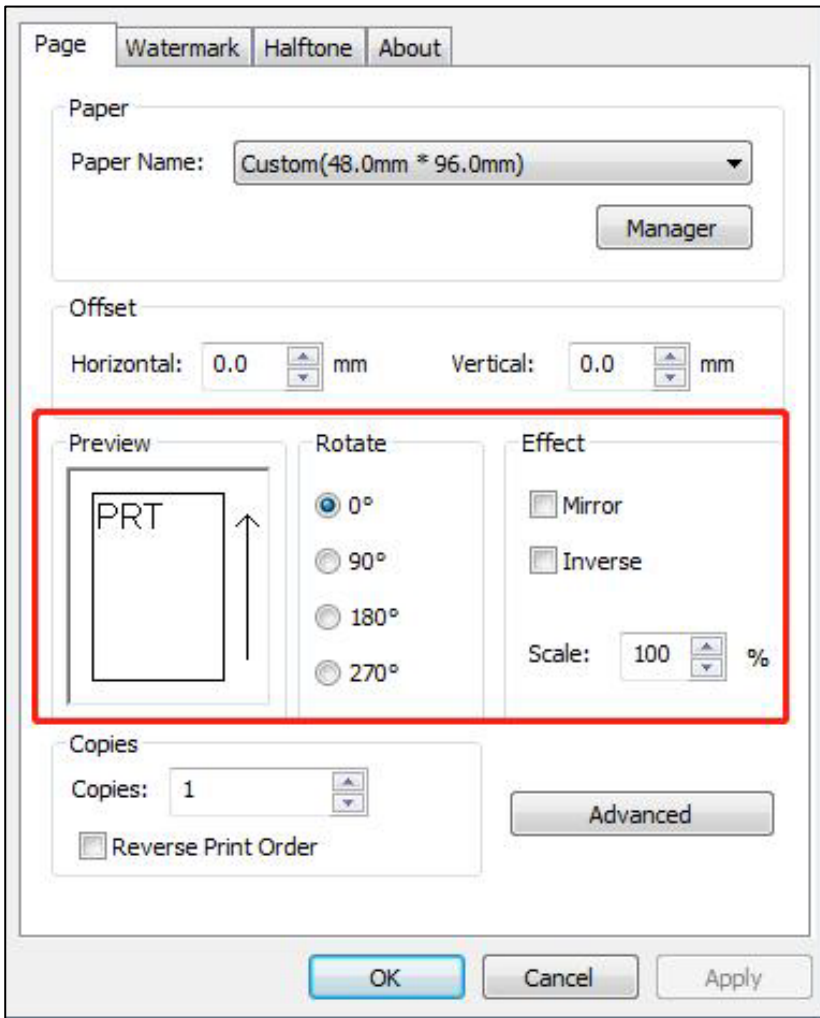 Page Watermark Halftone About
Paper
Paper Name: Custom(48.0mm * 96.0mm)
Manager
Offset
Horizontal: 0.0 mm Vertical: 0.0 mm
Preview Rotate Effect
PRT 0° Mirror
90° Inverse
180°
270° Scale: 100 %
Copies
Copies: 1
Advanced
Reverse Print Order
OK Cancel Apply